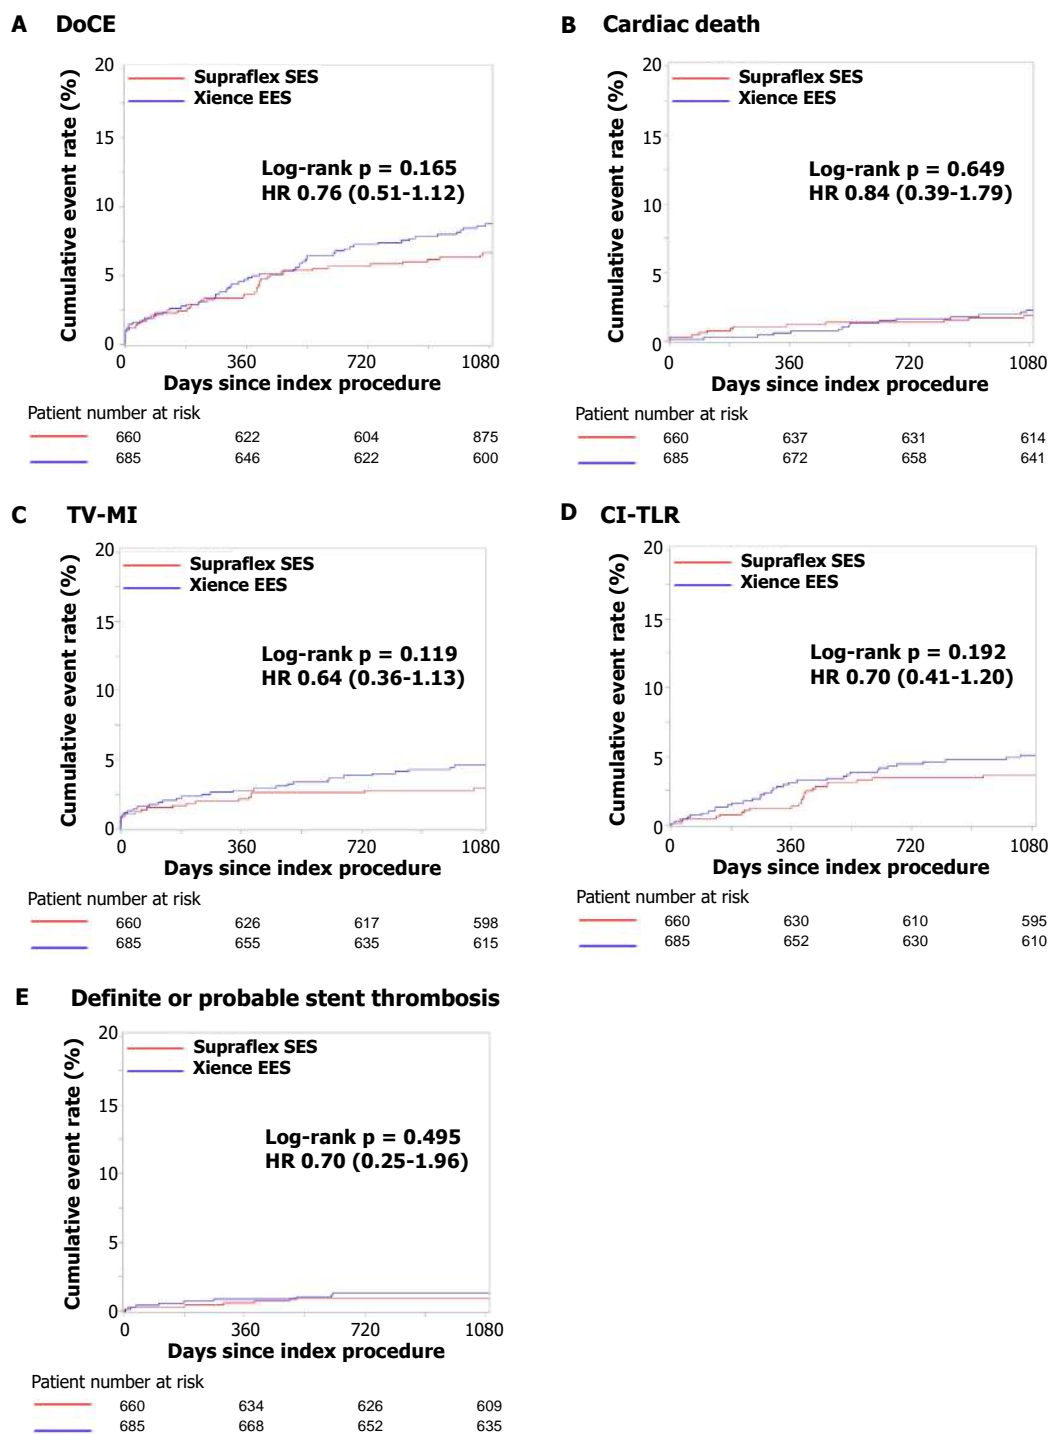 A DoCE
Cumulative event rate (%)
20
15
10
5
0
Supraflex SES
Xience EES
Log-rank p = 0.165
HR 0.76 (0.51-1.12)
0 360 720 1080
Days since index procedure
Patient number at risk
660 622 604 875
685 646 622 600
B Cardiac death
Cumulative event rate (%)
20
15
10
5
0
Supraflex SES
Xience EES
Log-rank p = 0.649
HR 0.84 (0.39-1.79)
0 360 720 1080
Days since index procedure
Patient number at risk
660 637 631 614
685 672 658 641
C TV-MI
Cumulative event rate (%)
20
15
10
5
0
Supraflex SES
Xience EES
Log-rank p = 0.119
HR 0.64 (0.36-1.13)
0 360 720 1080
Days since index procedure
Patient number at risk
660 626 617 598
685 655 635 615
D CI-TLR
Cumulative event rate (%)
20
15
10
5
0
Supraflex SES
Xience EES
Log-rank p = 0.192
HR 0.70 (0.41-1.20)
0 360 720 1080
Days since index procedure
Patient number at risk
660 630 610 595
685 652 630 610
E Definite or probable stent thrombosis
Cumulative event rate (%)
20
15
10
5
0
Supraflex SES
Xience EES
Log-rank p = 0.495
HR 0.70 (0.25-1.96)
0 360 720 1080
Days since index procedure
Patient number at risk
660 634 626 609
685 668 652 635